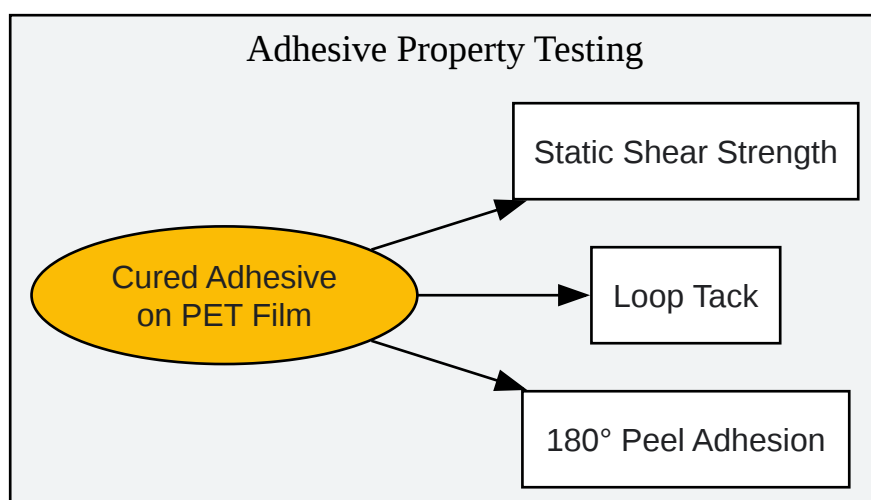 Adhesive Property Testing
Static Shear Strength
Cured Adhesive
on PET Film
Loop Tack
180° Peel Adhesion